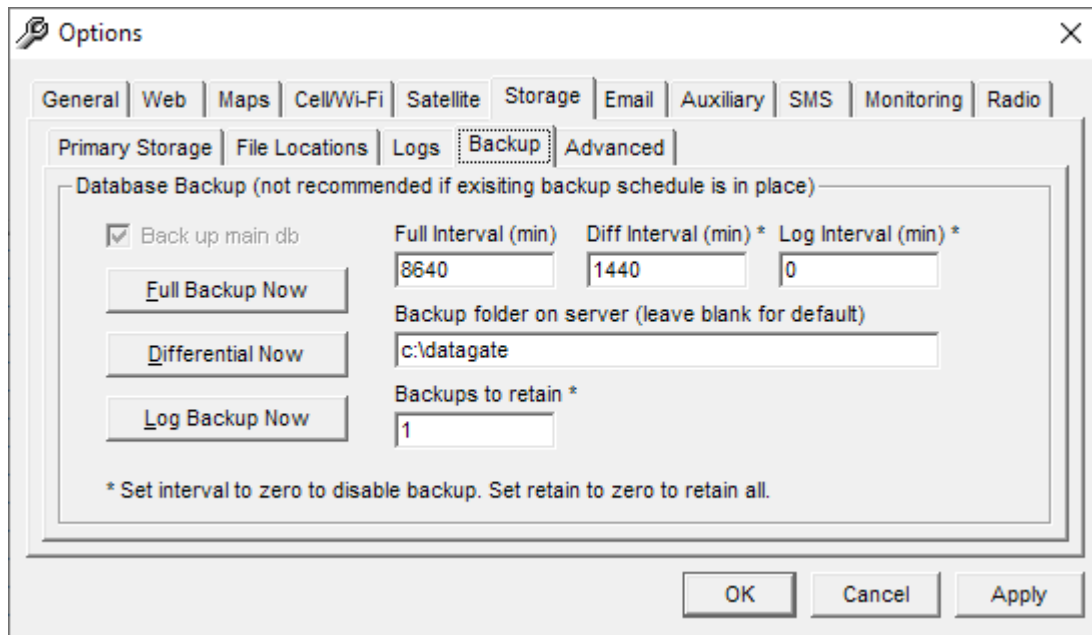 Options
General Web Maps Cell/Wi-Fi Satellite Storage Email Auxiliary SMS Monitoring Radio
Primary Storage File Locations Logs Backup Advanced
Database Backup (not recommended if exisiting backup schedule is in place)
Back up main db
Full Interval (min) Diff Interval (min) * Log Interval (min) *
8640 1440 0
Full Backup Now
Backup folder on server (leave blank for default)
c:\datagate
Differential Now
Backups to retain *
1
Log Backup Now
* Set interval to zero to disable backup. Set retain to zero to retain all.
OK Cancel Apply